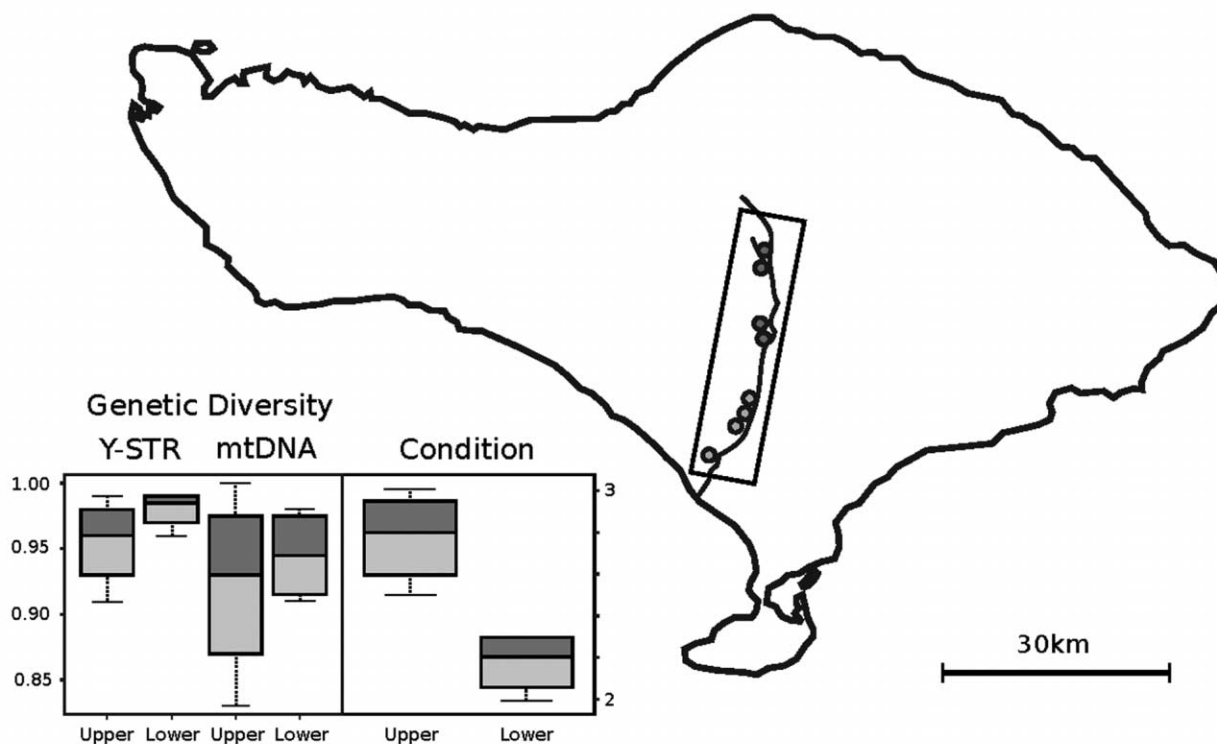 Genetic Diversity
Y-STR mtDNA Condition
1.00
0.95
0.90
0.85
3
2
Upper Lower Upper Lower Upper Lower
30km